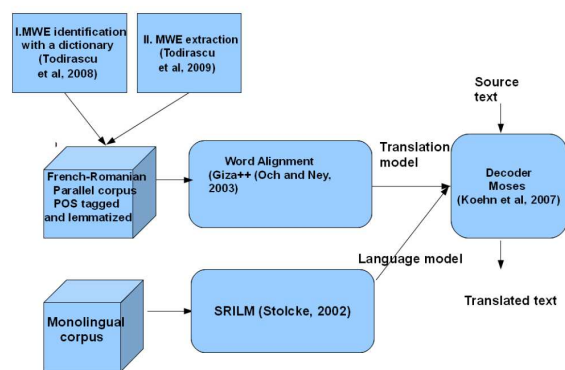 I.MWE identification
with a dictionary
(Todirascu
et al, 2008)
II. MWE extraction
(Todirascu
et al, 2009)
Source
text
French-Romanian
Parallel corpus
POS tagged
and lemmatized
Word Alignment
(Giza++ (Och and Ney,
2003)
Translation
model
Decoder
Moses
(Koehn et al, 2007)
Language model
Translated text
Monolingual
corpus
SRILM (Stolcke, 2002)